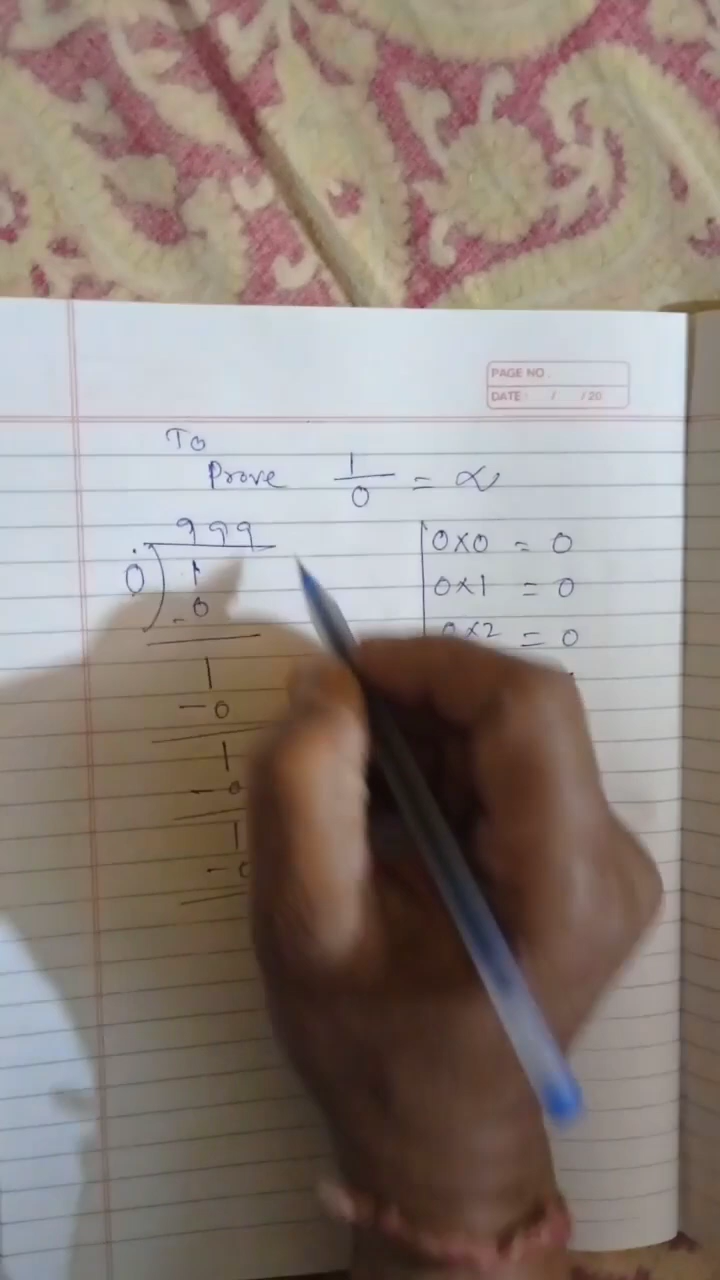 PAGE NO.
DATE: / /20
To
Prove 1/0 = ∝
999
0) 1
-0
1
-0
1
-0
1
-0
0×0 = 0
0×1 = 0
0×2 = 0